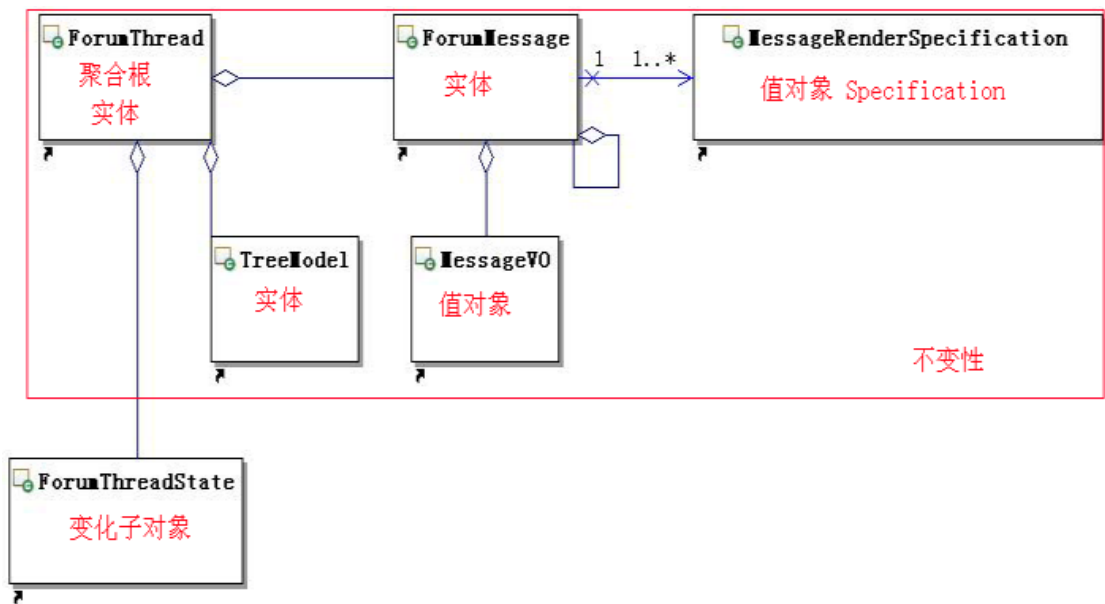 ForumThread
聚合根
实体
ForumMessage
实体
1 1..*
MessageRenderSpecification
值对象 Specification
TreeModel
实体
MessageVO
值对象
不变性
ForumThreadState
变化子对象